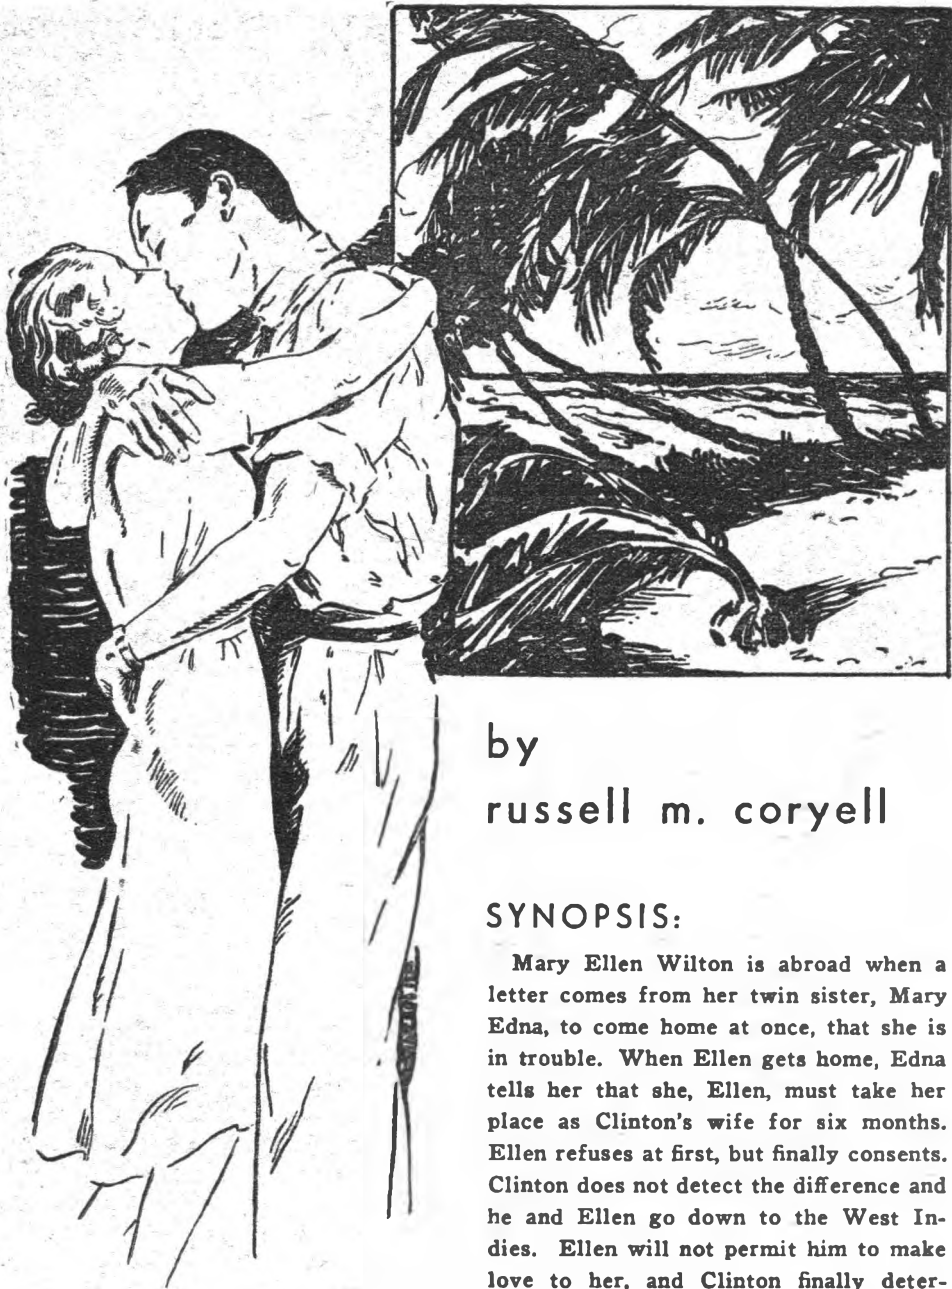 by
russell m. coryell
SYNOPSIS:
Mary Ellen Wilton is abroad when a
letter comes from her twin sister, Mary
Edna, to come home at once, that she is
in trouble. When Ellen gets home, Edna
tells her that she, Ellen, must take her
place as Clinton's wife for six months.
Ellen refuses at first, but finally consents.
Clinton does not detect the difference and
he and Ellen go down to the West In-
dies. Ellen will not permit him to make
love to her, and Clinton finally deter-